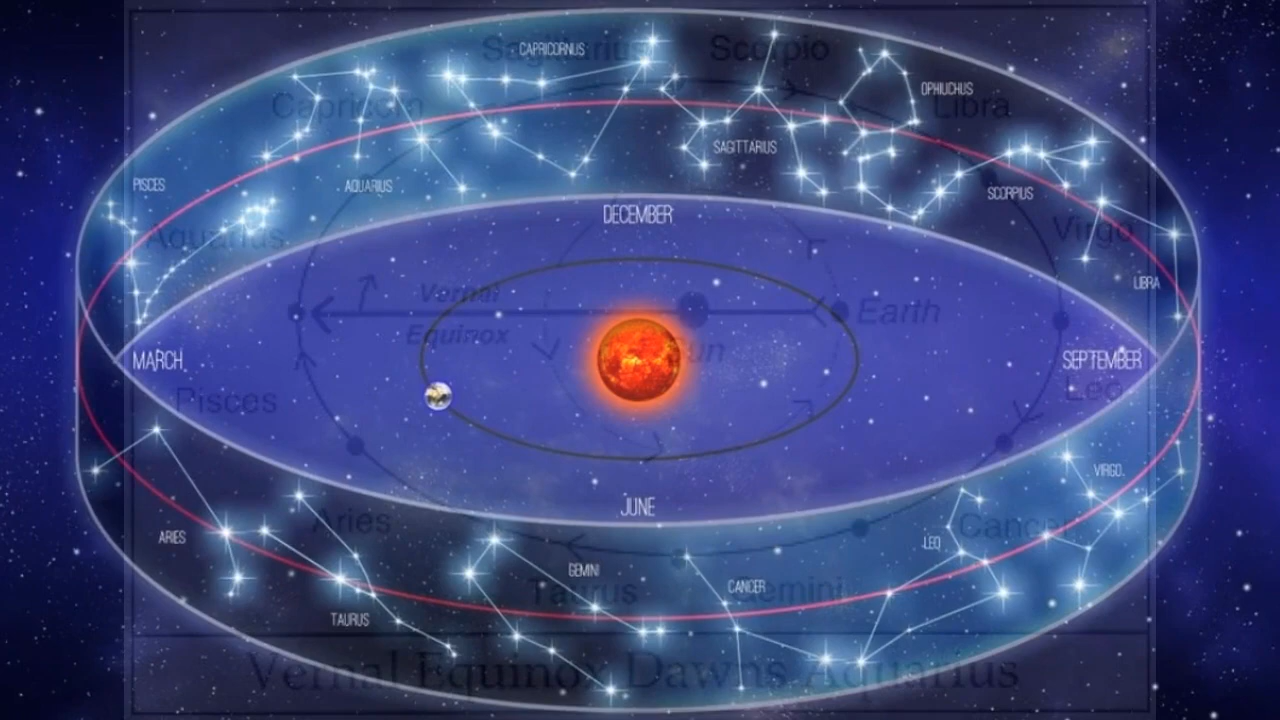 Sagittarius
CAPRICORNUS
Scorpio
OPHIUCHUS
Capricorn
Libra
SAGITTARIUS
PISCES
AQUARIUS
SCORPIUS
DECEMBER
Aquarius
Virgo
LIBRA
Vernal
Equinox
Earth
Sun
MARCH
SEPTEMBER
Leo
Pisces
VIRGO
JUNE
Aries
Cancer
ARIES
LEO
GEMINI
Taurus
CANCER
Gemini
TAURUS
Vernal Equinox Dawns Aquarius